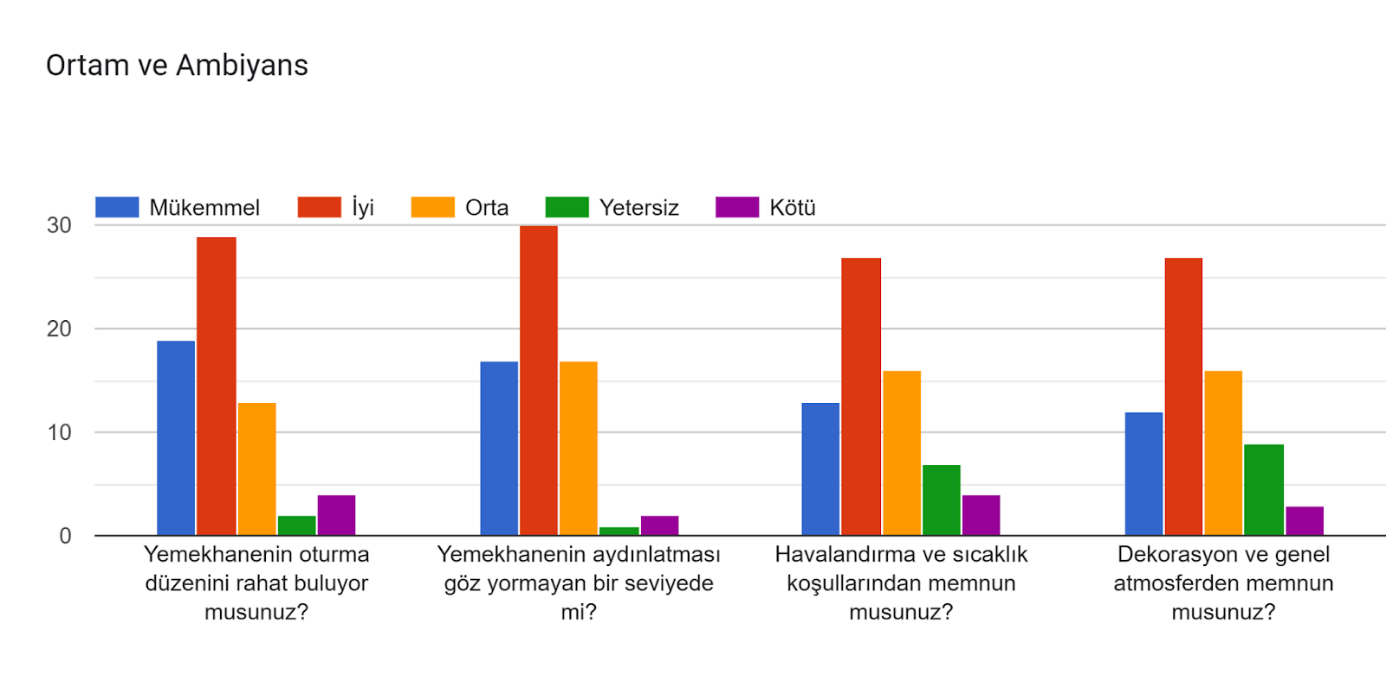 Ortam ve Ambiyans
Mükemmel İyi Orta Yetersiz Kötü
30
20
10
0
Yemekhanenin oturma
düzenini rahat buluyor
musunuz?
Yemekhanenin aydınlatması
göz yormayan bir seviyede
mi?
Havalandırma ve sıcaklık
koşullarından memnun
musunuz?
Dekorasyon ve genel
atmosferden memnun
musunuz?